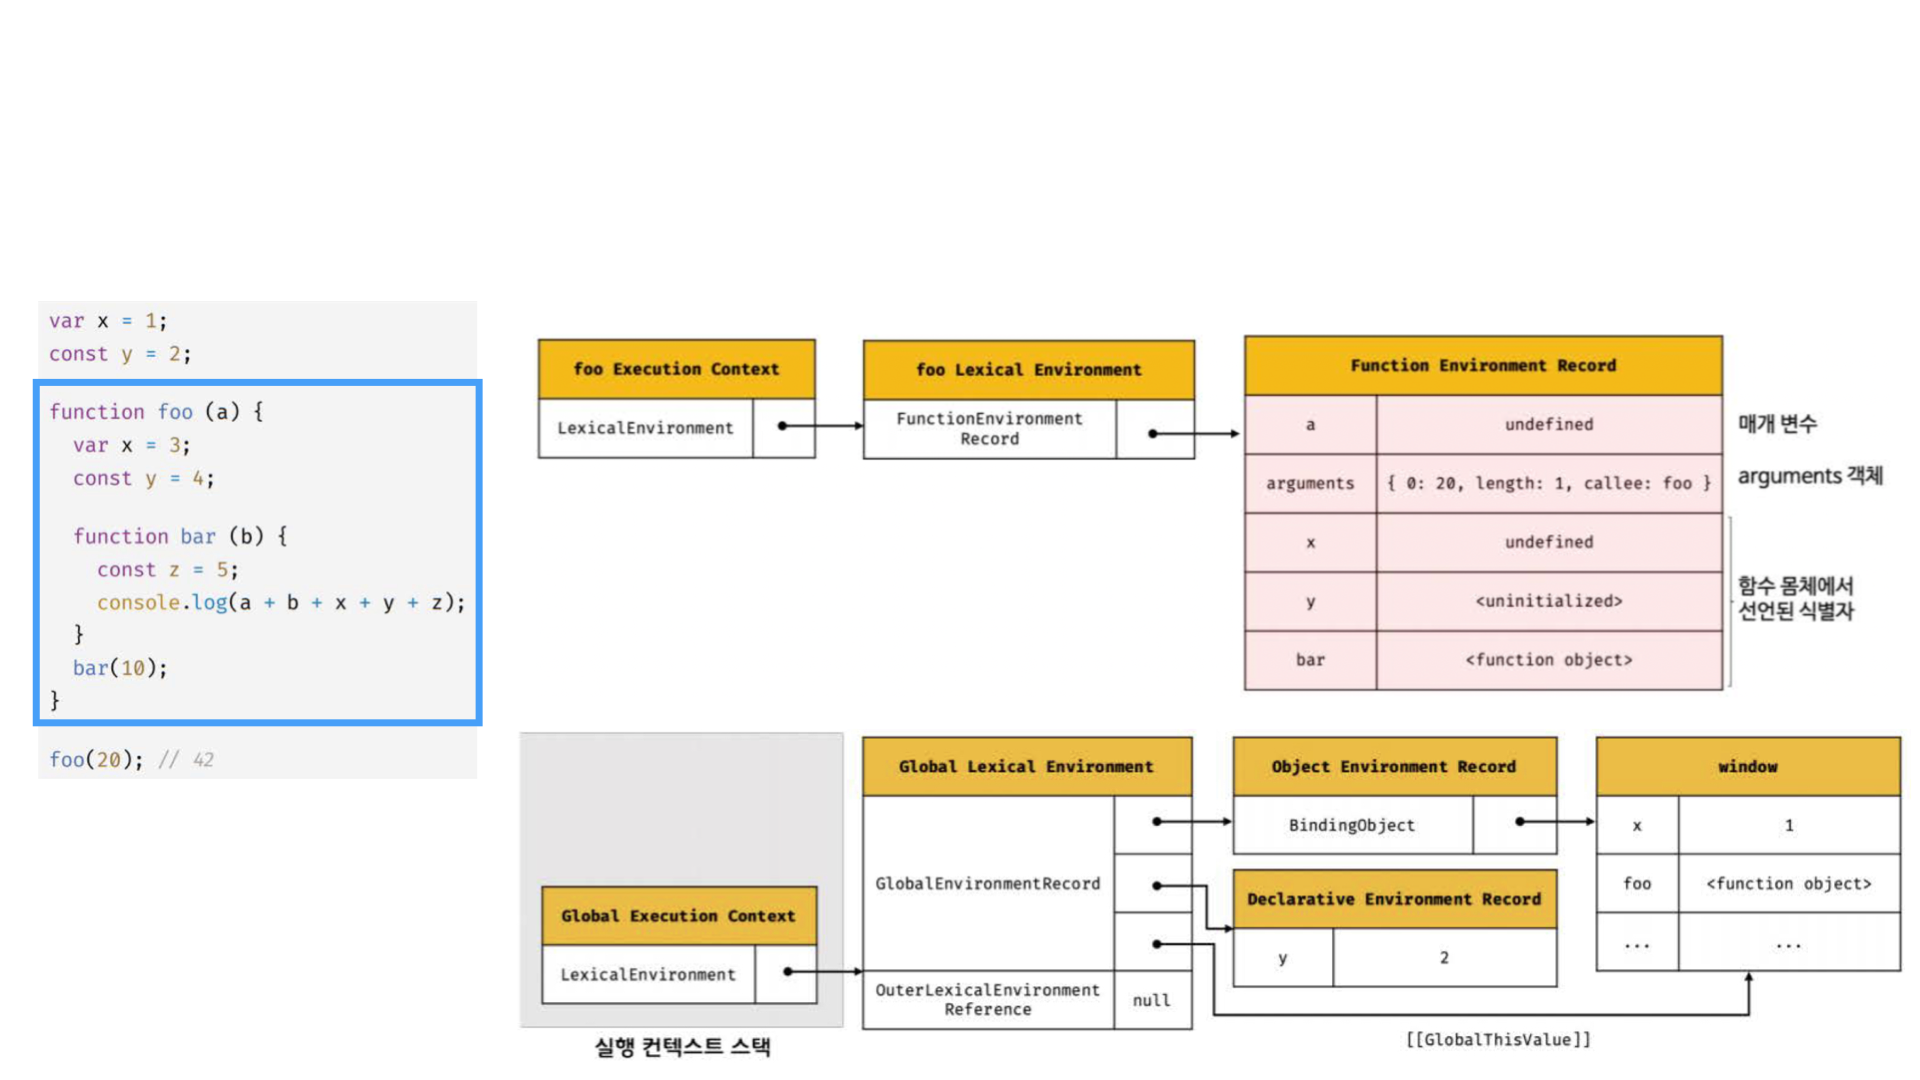 var x = 1;
const y = 2;
function foo (a) {
var x = 3;
const y = 4;
function bar (b) {
const z = 5;
console.log(a + b + x + y + z);
}
bar(10);
}
foo(20); // 42
foo Execution Context
LexicalEnvironment
foo Lexical Environment
FunctionEnvironment
Record
Function Environment Record
a
undefined
매개 변수
arguments
{ 0: 20, length: 1, callee: foo }
arguments 객체
x
undefined
y
<uninitialized>
bar
<function object>
함수 몸체에서
선언된 식별자
Global Execution Context
LexicalEnvironment
실행 컨텍스트 스택
Global Lexical Environment
GlobalEnvironmentRecord
OuterLexicalEnvironment
Reference
null
Object Environment Record
BindingObject
Declarative Environment Record
y
2
window
x
1
foo
<function object>
...
...
[[GlobalThisValue]]